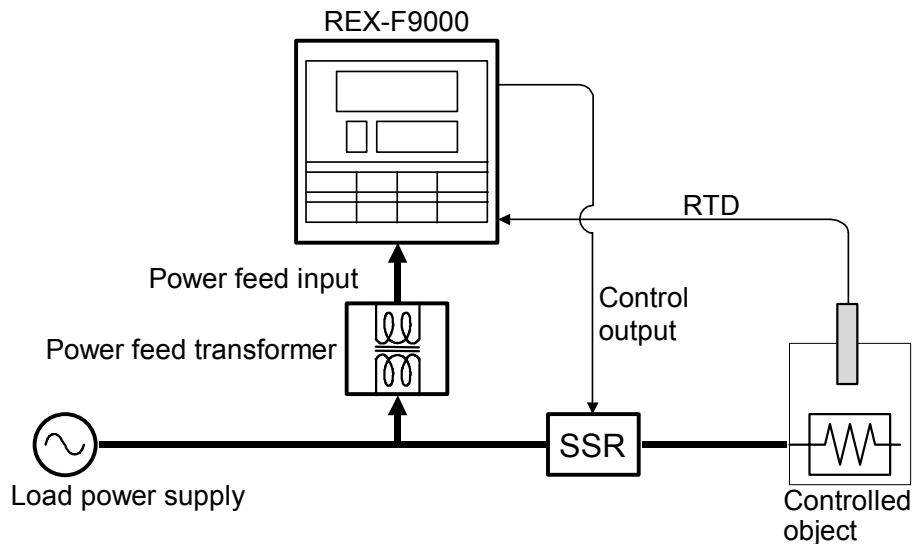 REX-F9000
RTD
Power feed input
Control
output
Power feed transformer
SSR
Load power supply
Controlled
object